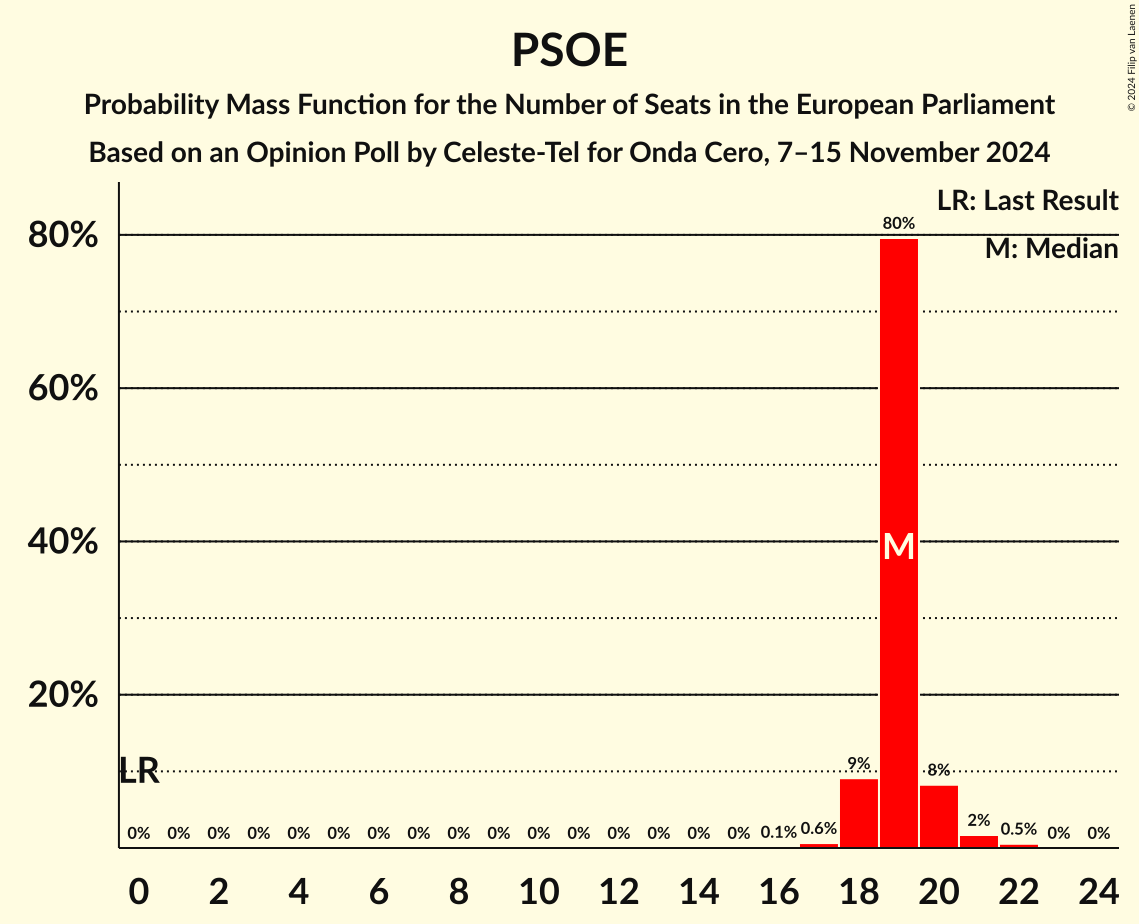 PSOE
Probability Mass Function for the Number of Seats in the European Parliament
Based on an Opinion Poll by Celeste-Tel for Onda Cero, 7–15 November 2024
© 2024 Filip van Laenen
LR: Last Result
M: Median
80%
60%
40%
20%
80%
M
LR
0% 0% 0% 0% 0% 0% 0% 0% 0% 0% 0% 0% 0% 0% 0% 0% 0.1% 0.6% 9% 8% 2% 0.5% 0% 0%
0 2 4 6 8 10 12 14 16 18 20 22 24